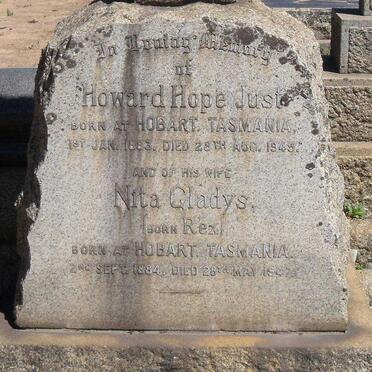 In Loving Memory
of
Howard Hope Just
BORN AT HOBART, TASMANIA.
1ST JAN. DIED 28TH AUG. 1945.
AND OF HIS WIFE
Nita Gladys.
(BORN Rex)
BORN AT HOBART, TASMANIA.
2ND SEPT. 1884, DIED 28TH MAY